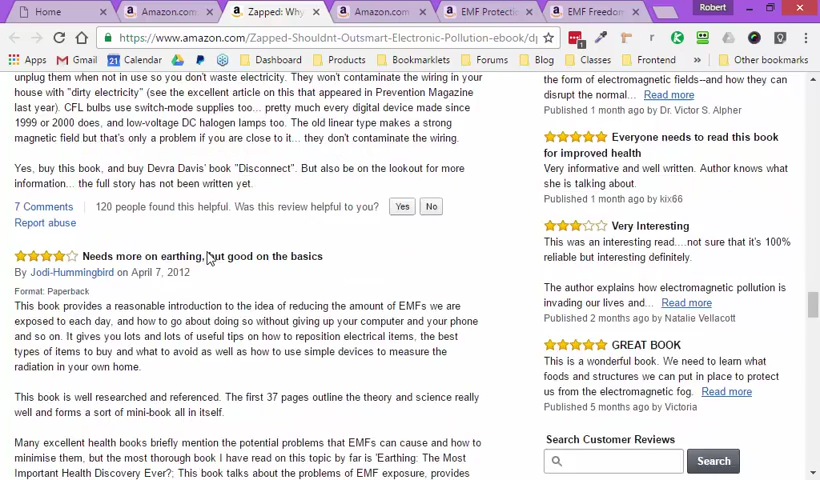 Home
Amazon.com
Zapped: Why
Amazon.com
EMF Protectin
EMF Freedom
Robert
https://www.amazon.com/Zapped-Shouldnt-Outsmart-Electronic-Pollution-ebook/dp
Apps
Gmail
Calendar
Dashboard
Products
Bookmarklets
Forums
Blog
Classes
Frontend
»
Other bookmarks
unplug them when not in use so you don't waste electricity. They won't contaminate the wiring in your
house with "dirty electricity" (see the excellent article on this that appeared in Prevention Magazine
last year). CFL bulbs use switch-mode supplies too... pretty much every digital device made since
1999 or 2000 does, and low-voltage DC halogen lamps too. The old linear type makes a strong
magnetic field but that's only a problem if you are close to it... they don't contaminate the wiring.
Yes, buy this book, and buy Devra Davis' book "Disconnect". But also be on the lookout for more
information... the full story has not been written yet.
7 Comments | 120 people found this helpful. Was this review helpful to you? Yes No
Report abuse
Needs more on earthing, but good on the basics
By Jodi-Hummingbird on April 7, 2012
Format: Paperback
This book provides a reasonable introduction to the idea of reducing the amount of EMFs we are
exposed to each day, and how to go about doing so without giving up your computer and your phone
and so on. It gives you lots and lots of useful tips on how to reposition electrical items, the best
types of items to buy and what to avoid as well as how to use simple devices to measure the
radiation in your own home.
This book is well researched and referenced. The first 37 pages outline the theory and science really
well and forms a sort of mini-book all in itself.
Many excellent health books briefly mention the potential problems that EMFs can cause and how to
minimise them, but the most thorough book I have read on this topic by far is 'Earthing: The Most
Important Health Discovery Ever?; This book talks about the problems of EMF exposure, provides
the form of electromagnetic fields--and how they can
disrupt the normal... Read more
Published 1 month ago by Dr. Victor S. Alpher
Everyone needs to read this book
for improved health
Very informative and well written. Author knows what
she is talking about.
Published 1 month ago by kix66
Very Interesting
This was an interesting read....not sure that it's 100%
reliable but interesting definitely.
The author explains how electromagnetic pollution is
invading our lives and... Read more
Published 2 months ago by Natalie Vellacott
GREAT BOOK
This is a wonderful book. We need to learn what
foods and structures we can put in place to protect
us from the electromagnetic fog. Read more
Published 5 months ago by Victoria
Search Customer Reviews
Search